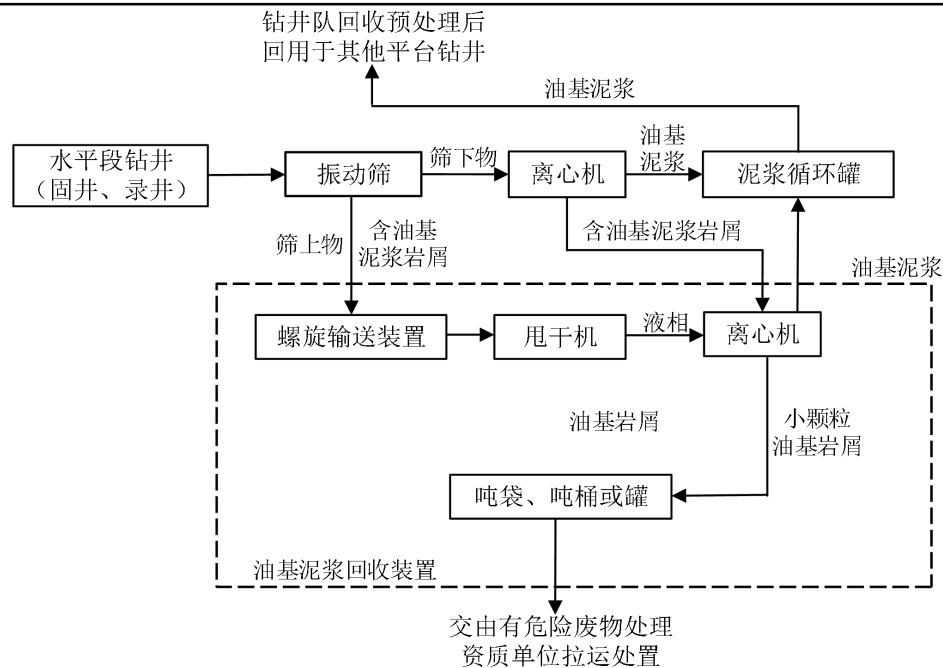 钻井队回收预处理后
回用于其他平台钻井
油基泥浆
水平段钻井
（固井、录井）
振动筛
筛下物
离心机
油基
泥浆
泥浆循环罐
筛上物
含油基
泥浆岩屑
含油基泥浆岩屑
油基泥浆
螺旋输送装置
甩干机
液相
离心机
油基岩屑
小颗粒
油基岩屑
吨袋、吨桶或罐
油基泥浆回收装置
交由有危险废物处理
资质单位拉运处置